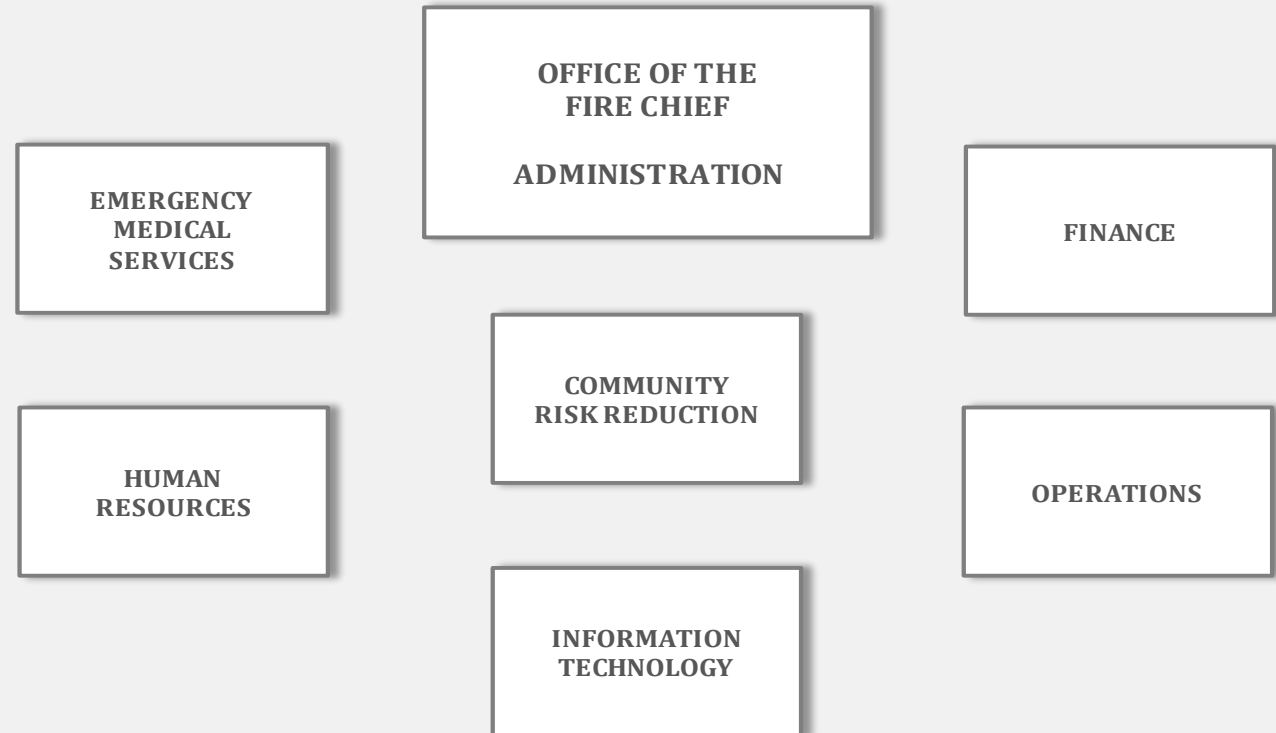 OFFICE OF THE
FIRE CHIEF
ADMINISTRATION
EMERGENCY
MEDICAL
SERVICES
FINANCE
COMMUNITY
RISK REDUCTION
HUMAN
RESOURCES
OPERATIONS
INFORMATION
TECHNOLOGY